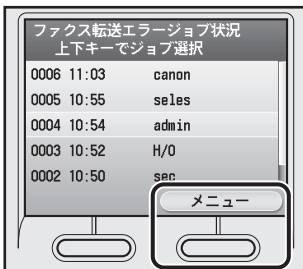 ファクス転送エラージョブ状況
上下キーでジョブ選択
0006 11:03 canon
0005 10:55 seles
0004 10:54 admin
0003 10:52 H/O
0002 10:50 sec
メニュー